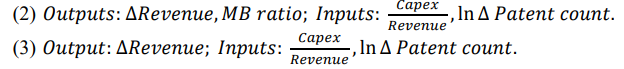 (2) Outputs: ΔRevenue, MB ratio; Inputs: Capex/Revenue, ln Δ Patent count.
(3) Output: ΔRevenue; Inputs: Capex/Revenue, ln Δ Patent count.